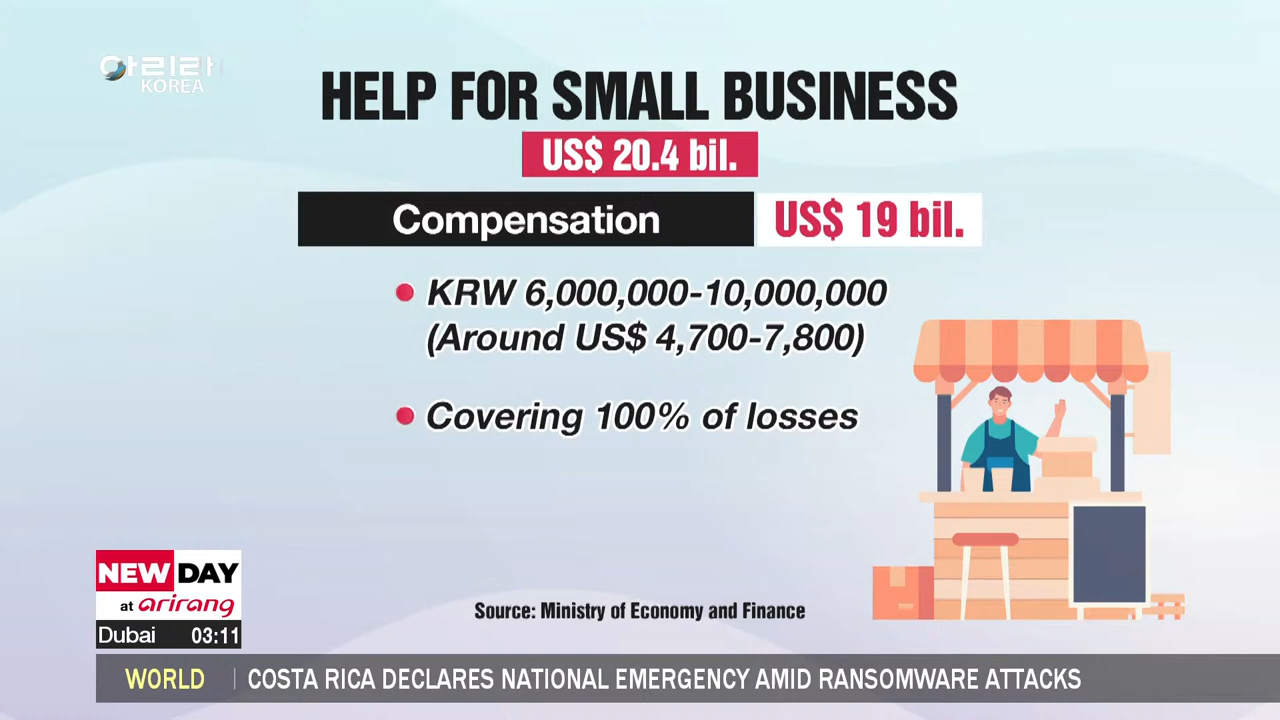 아리랑
KOREA
HELP FOR SMALL BUSINESS
US$ 20.4 bil.
Compensation US$ 19 bil.
KRW 6,000,000-10,000,000
(Around US$ 4,700-7,800)
Covering 100% of losses
Source: Ministry of Economy and Finance
NEW DAY
at arirang
Dubai 03:11
WORLD COSTA RICA DECLARES NATIONAL EMERGENCY AMID RANSOMWARE ATTACKS